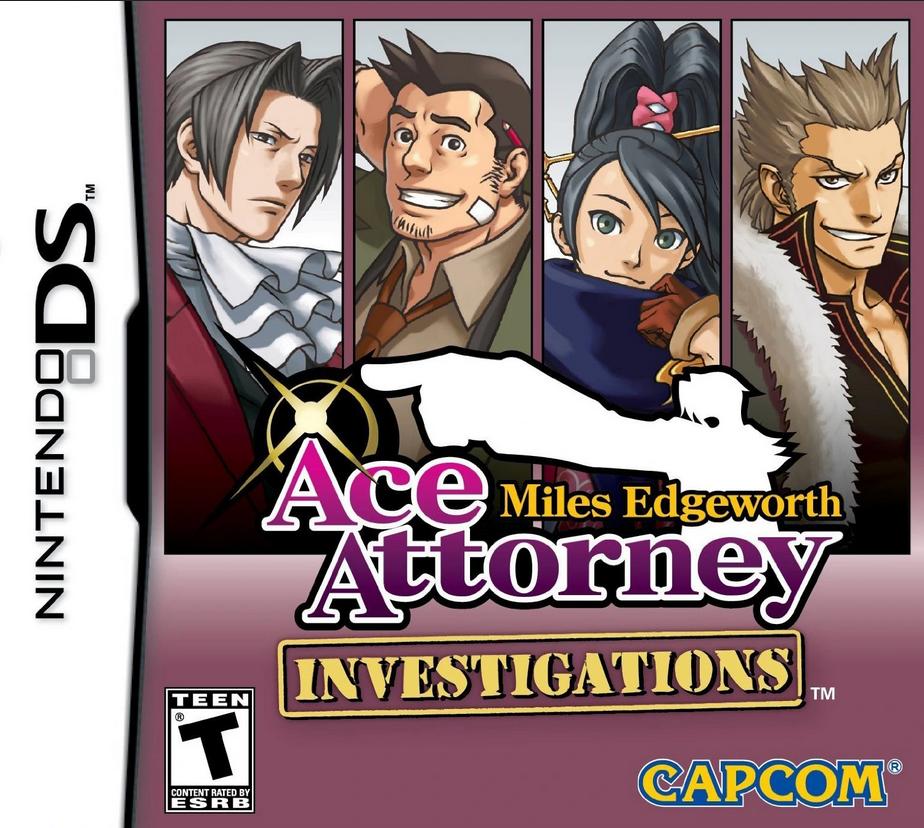 NINTENDO DS™
Ace
Miles Edgeworth
Attorney
INVESTIGATIONS™
TEEN
®
T
CONTENT RATED BY
ESRB
CAPCOM®